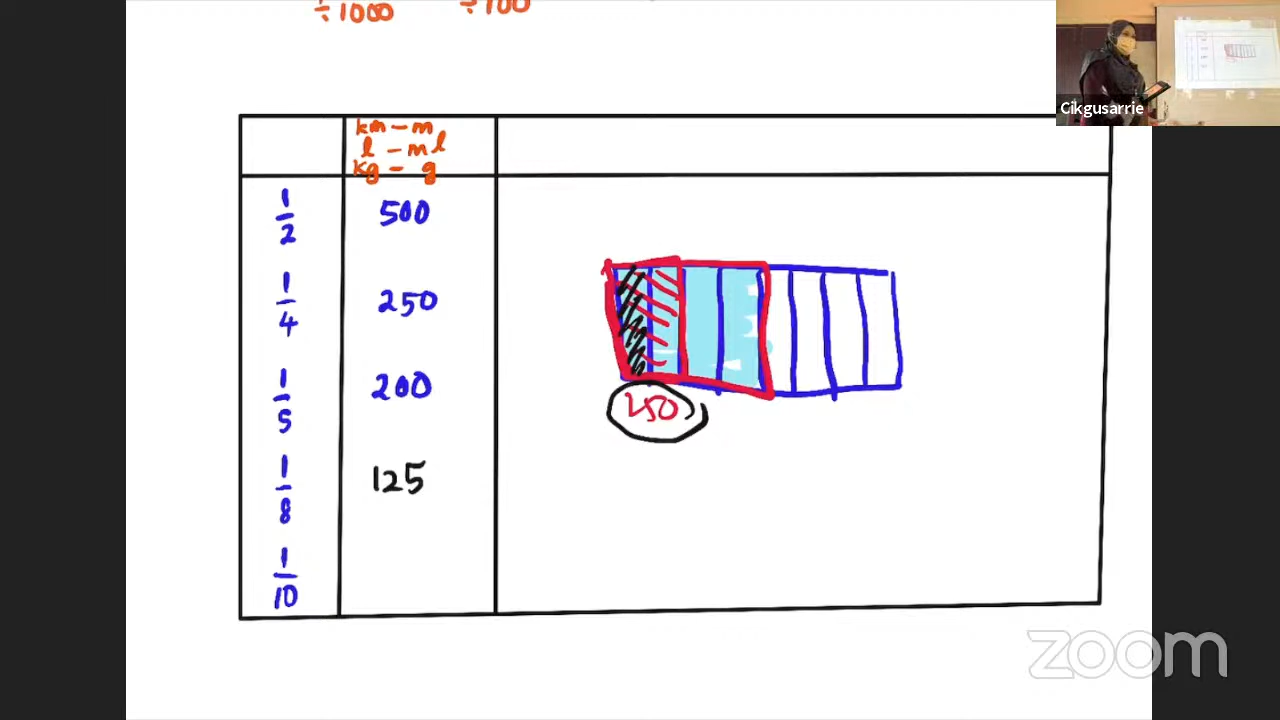 ÷1000 ÷100
Cikgusarrie
km - m
l - ml
kg - g
1/2 500
1/4 250
1/5 200
250
1/8 125
1/10
zoom